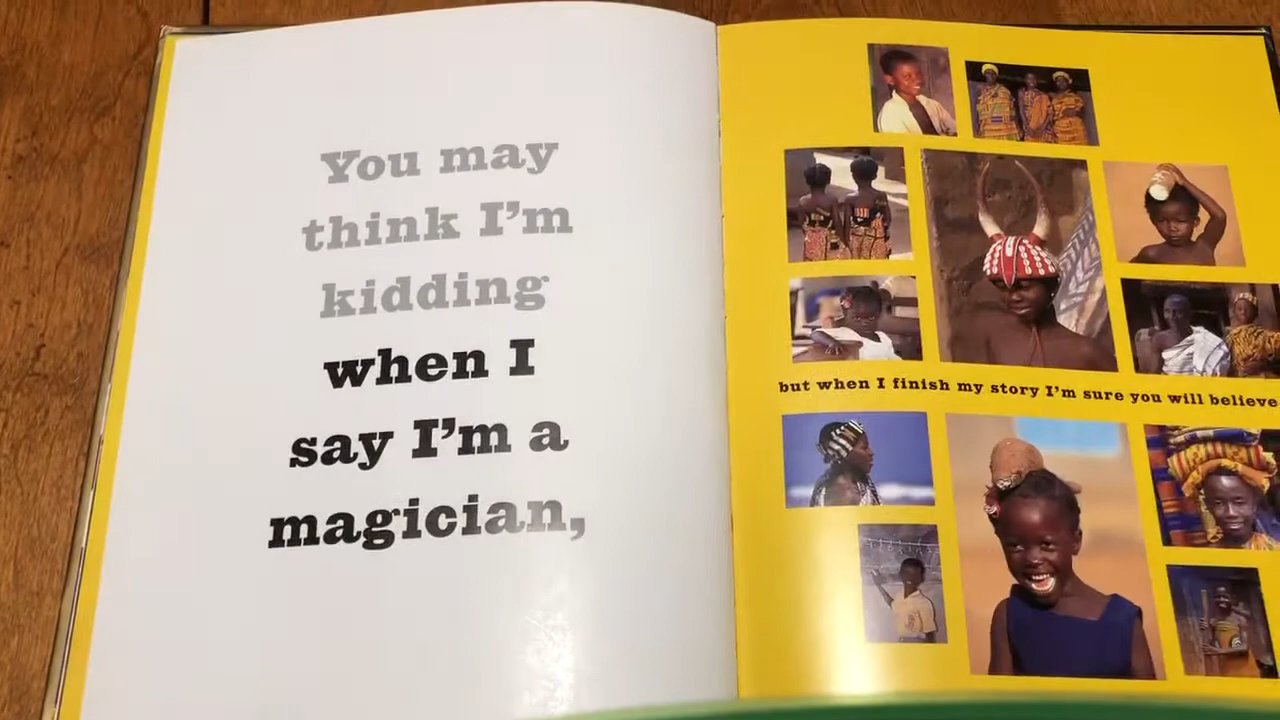 You may
think I'm
kidding
when I
say I'm a
magician,
but when I finish my story I'm sure you will believe